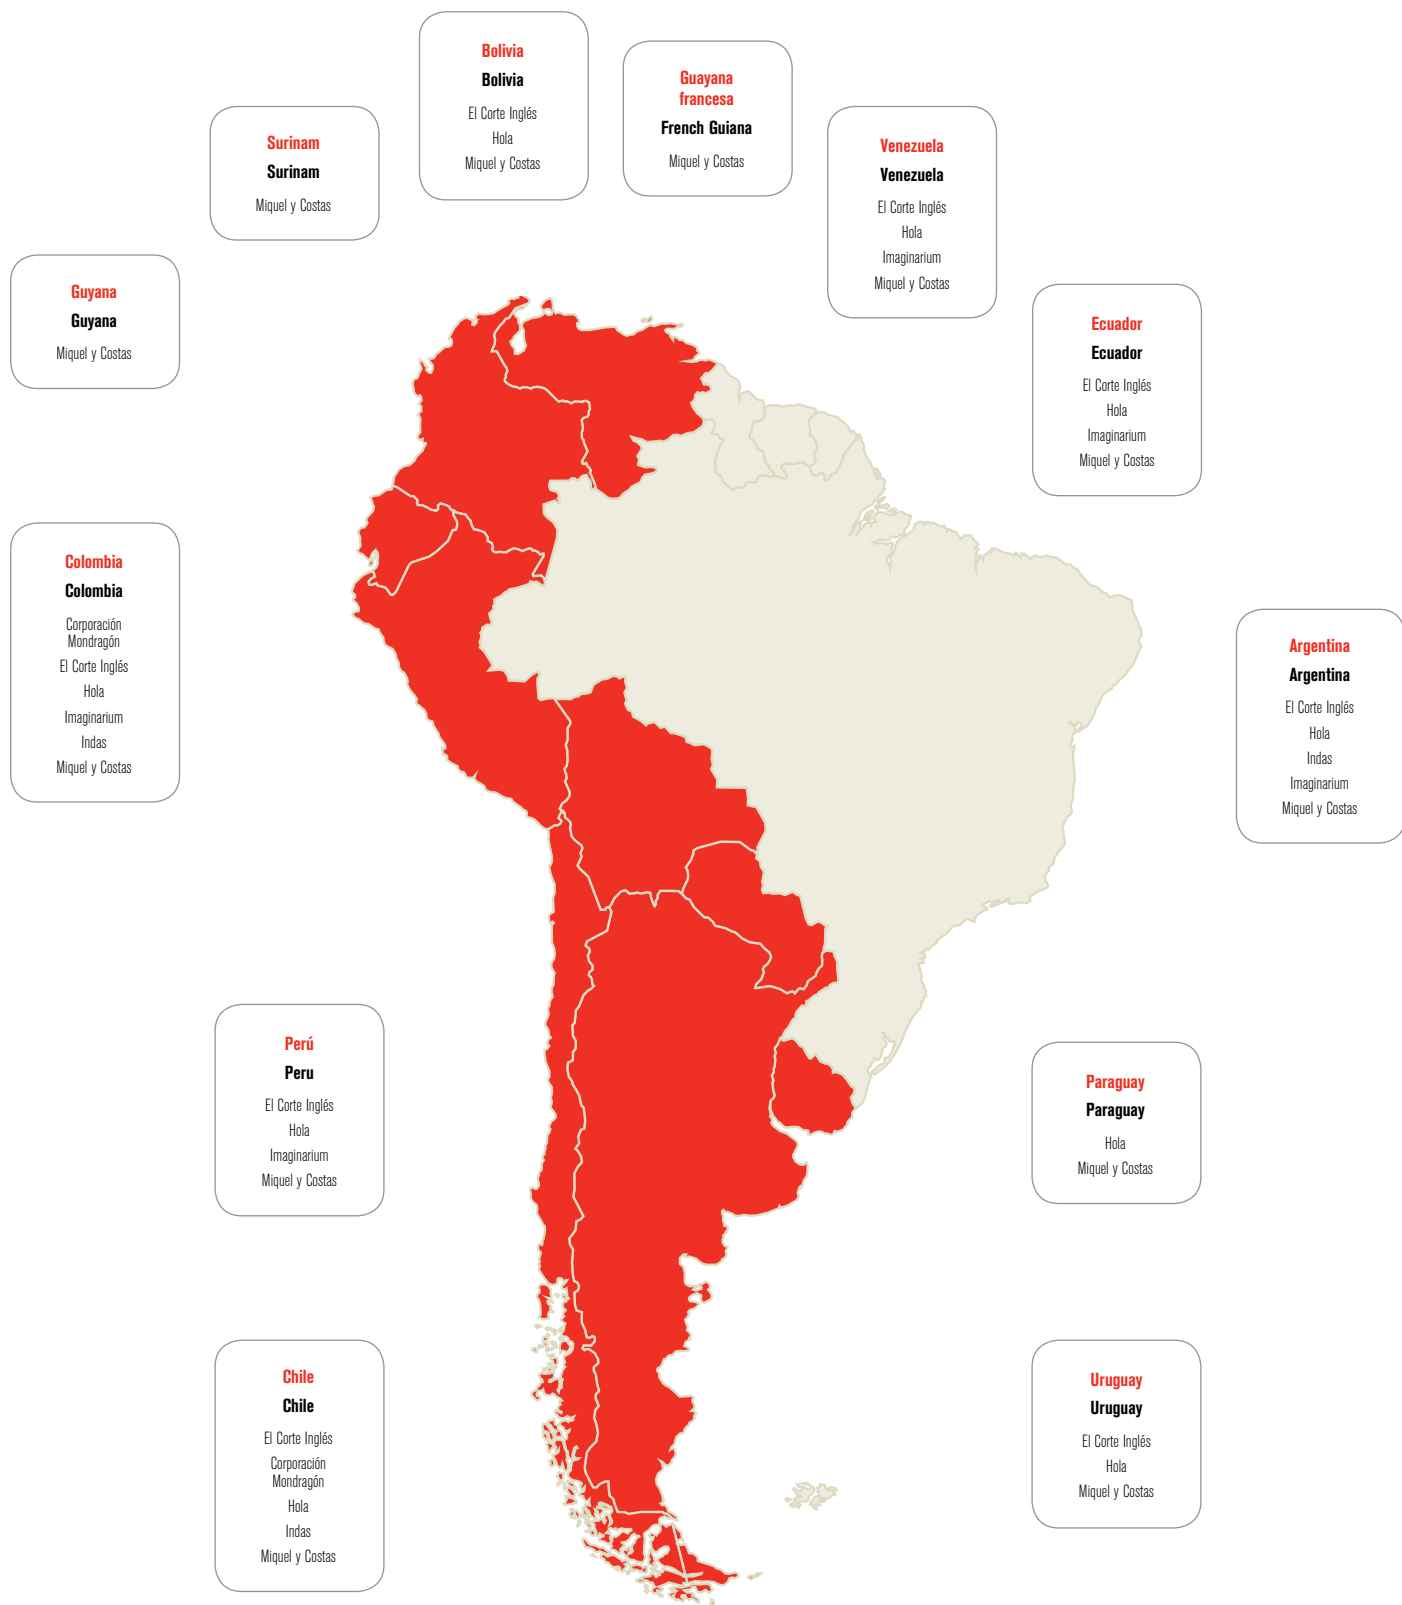 Bolivia
Bolivia
El Corte Inglés
Hola
Miquel y Costas
Guayana
francesa
French Guiana
Miquel y Costas
Surinam
Surinam
Miquel y Costas
Venezuela
Venezuela
El Corte Inglés
Hola
Imaginarium
Miquel y Costas
Guyana
Guyana
Miquel y Costas
Ecuador
Ecuador
El Corte Inglés
Hola
Imaginarium
Miquel y Costas
Colombia
Colombia
Corporación
Mondragón
El Corte Inglés
Hola
Imaginarium
Indas
Miquel y Costas
Argentina
Argentina
El Corte Inglés
Hola
Indas
Imaginarium
Miquel y Costas
Perú
Peru
El Corte Inglés
Hola
Imaginarium
Miquel y Costas
Paraguay
Paraguay
Hola
Miquel y Costas
Chile
Chile
El Corte Inglés
Corporación
Mondragón
Hola
Indas
Miquel y Costas
Uruguay
Uruguay
El Corte Inglés
Hola
Miquel y Costas